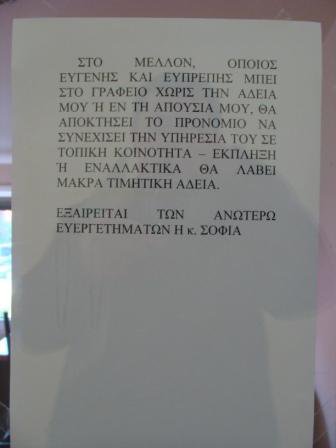 ΣΤΟ ΜΕΛΛΟΝ, ΟΠΟΙΟΣ
ΕΥΓΕΝΗΣ ΚΑΙ ΕΥΠΡΕΠΗΣ ΜΠΕΙ
ΣΤΟ ΓΡΑΦΕΙΟ ΧΩΡΙΣ ΤΗΝ ΑΔΕΙΑ
ΜΟΥ Ή ΕΝ ΤΗ ΑΠΟΥΣΙΑ ΜΟΥ, ΘΑ
ΑΠΟΚΤΗΣΕΙ ΤΟ ΠΡΟΝΟΜΙΟ ΝΑ
ΣΥΝΕΧΙΣΕΙ ΤΗΝ ΥΠΗΡΕΣΙΑ ΤΟΥ ΣΕ
ΤΟΠΙΚΗ ΚΟΙΝΟΤΗΤΑ – ΕΚΠΛΗΞΗ
Ή ΕΝΑΛΛΑΚΤΙΚΑ ΘΑ ΛΑΒΕΙ
ΜΑΚΡΑ ΤΙΜΗΤΙΚΗ ΑΔΕΙΑ.
ΕΞΑΙΡΕΙΤΑΙ ΤΩΝ ΑΝΩΤΕΡΩ
ΕΥΕΡΓΕΤΗΜΑΤΩΝ Η κ. ΣΟΦΙΑ